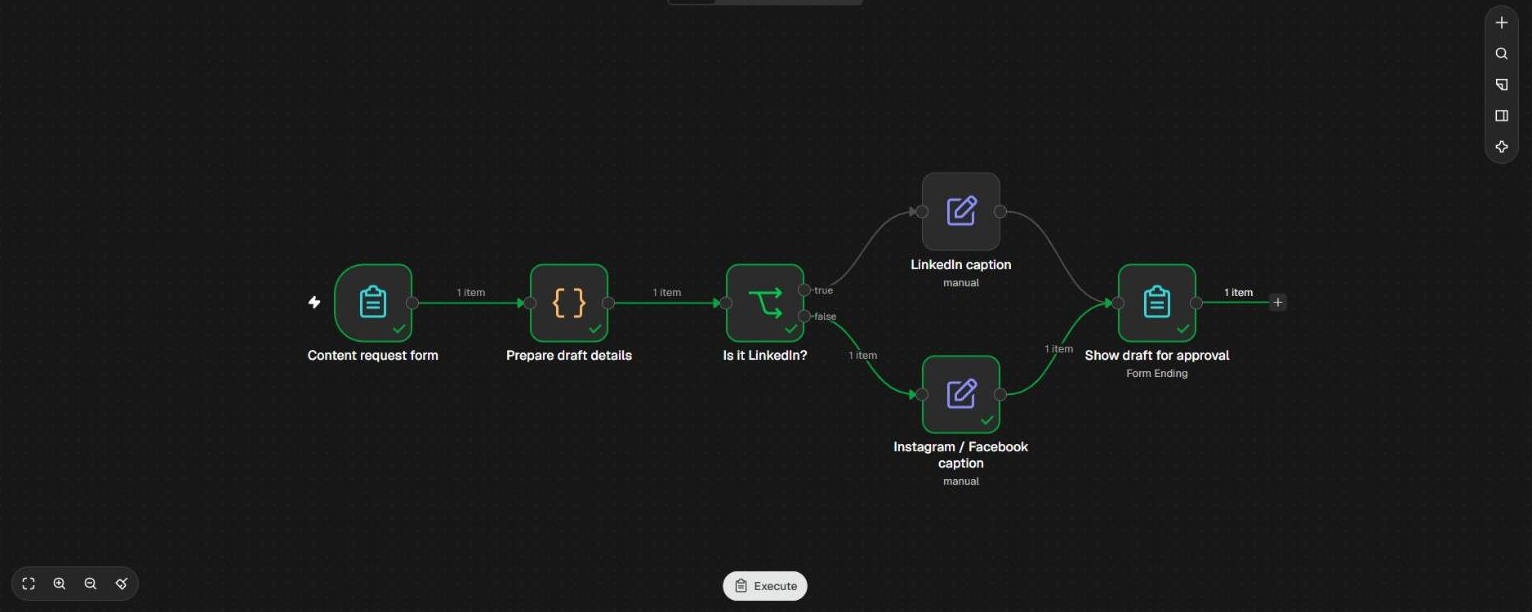 1 item
1 item
true
false
1 item
1 item
1 item
Content request form
Prepare draft details
Is it LinkedIn?
LinkedIn caption
manual
Instagram / Facebook
caption
manual
Show draft for approval
Form Ending
Execute